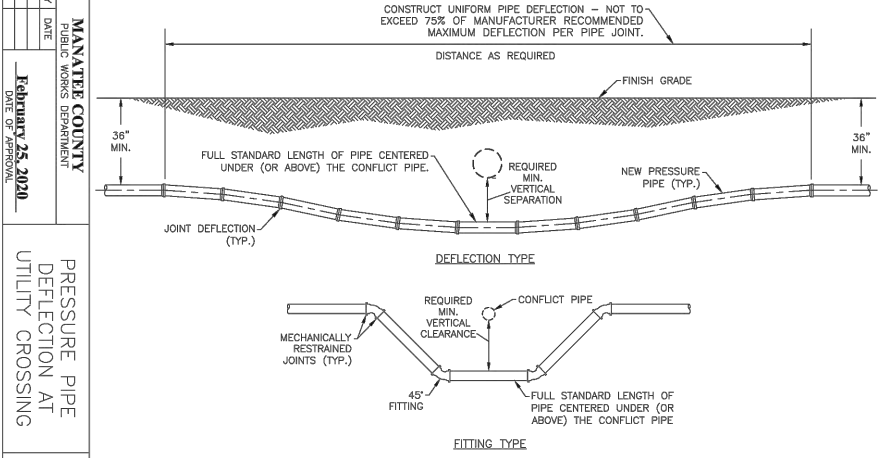 CONSTRUCT UNIFORM PIPE DEFLECTION – NOT TO
EXCEED 75% OF MANUFACTURER RECOMMENDED
MAXIMUM DEFLECTION PER PIPE JOINT.
DISTANCE AS REQUIRED
FINISH GRADE
36"
MIN.
36"
MIN.
FULL STANDARD LENGTH OF PIPE CENTERED
UNDER (OR ABOVE) THE CONFLICT PIPE.
REQUIRED
MIN.
VERTICAL
SEPARATION
NEW PRESSURE
PIPE (TYP.)
JOINT DEFLECTION
(TYP.)
DEFLECTION TYPE
REQUIRED
MIN.
VERTICAL
CLEARANCE
CONFLICT PIPE
MECHANICALLY
RESTRAINED
JOINTS (TYP.)
45°
FITTING
FULL STANDARD LENGTH OF
PIPE CENTERED UNDER (OR
ABOVE) THE CONFLICT PIPE
FITTING TYPE
MANATEE COUNTY
PUBLIC WORKS DEPARTMENT
DATE
February 25, 2020
DATE OF APPROVAL
PRESSURE PIPE
DEFLECTION AT
UTILITY CROSSING